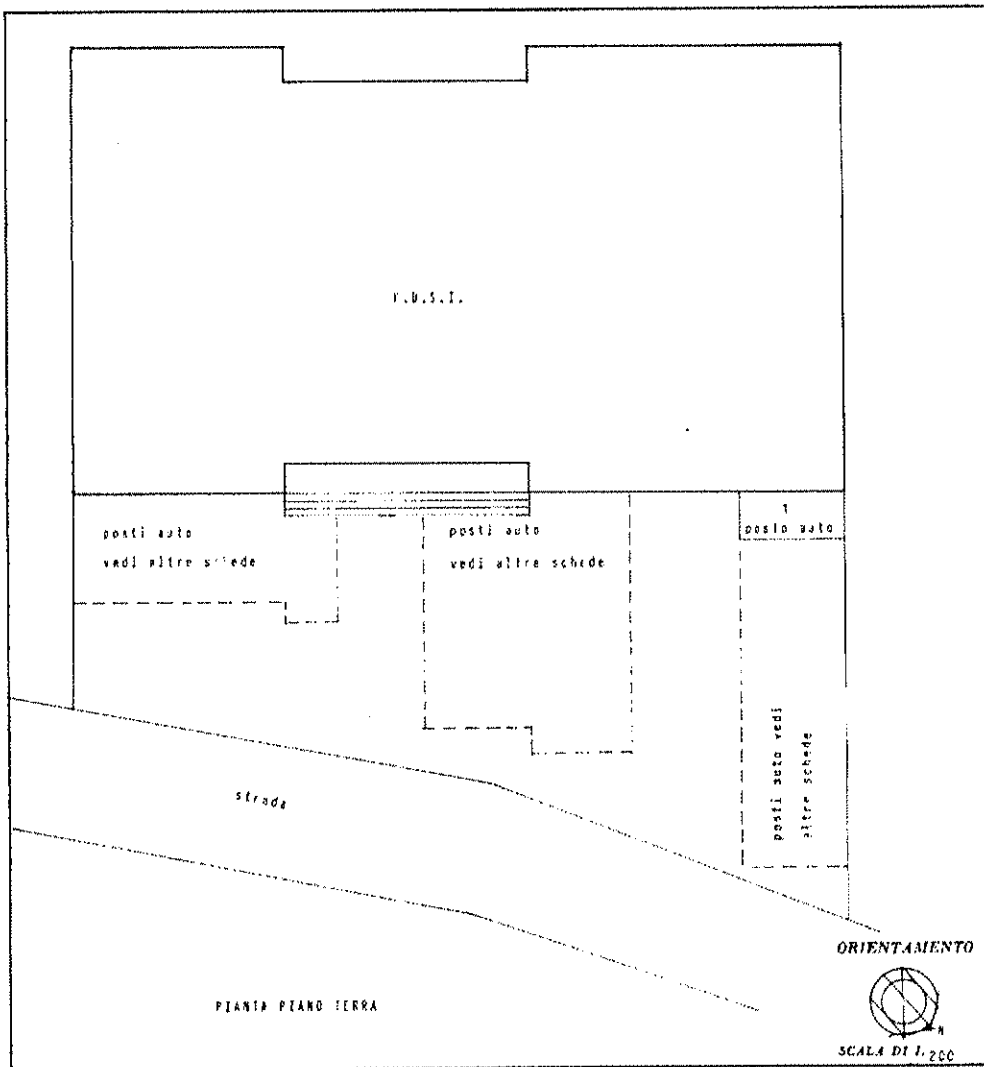 V.D.S.I.
posti auto
vedi altre schede
posti auto
vedi altre schede
1
posto auto
posti auto vedi
altre schede
strada
PIANTA PIANO TERRA
ORIENTAMENTO
N
SCALA DI 1. 200